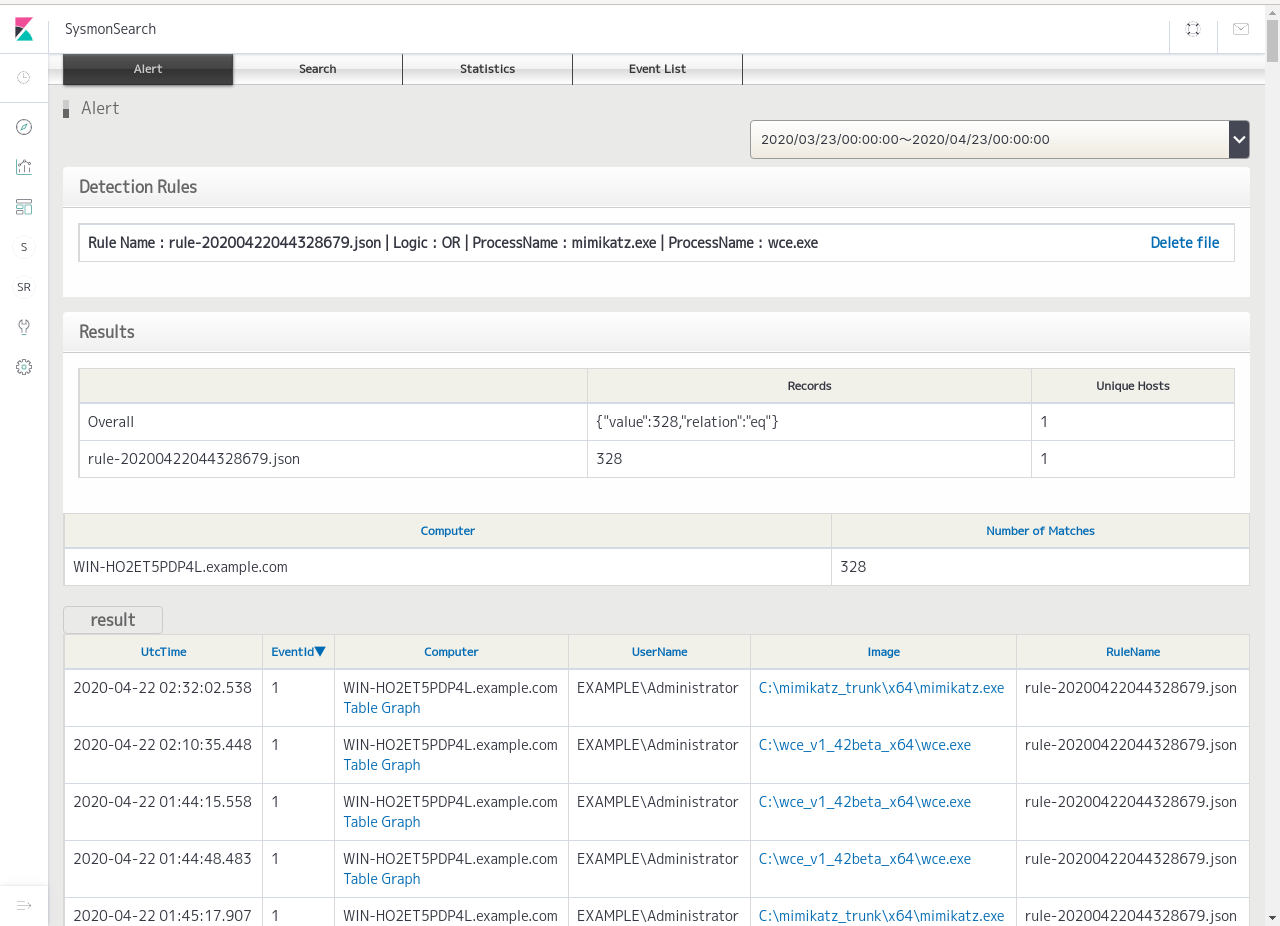 SysmonSearch
Alert Search Statistics Event List
Alert
2020/03/23/00:00:00～2020/04/23/00:00:00
Detection Rules
Rule Name : rule-20200422044328679.json | Logic : OR | ProcessName : mimikatz.exe | ProcessName : wce.exe Delete file
S
SR
Results
Records Unique Hosts
Overall {"value":328,"relation":"eq"} 1
rule-20200422044328679.json 328 1
Computer Number of Matches
WIN-HO2ET5PDP4L.example.com 328
result
UtcTime EventId▼ Computer UserName Image RuleName
2020-04-22 02:32:02.538 1 WIN-HO2ET5PDP4L.example.com EXAMPLE\Administrator C:\mimikatz_trunk\x64\mimikatz.exe rule-20200422044328679.json
Table Graph
2020-04-22 02:10:35.448 1 WIN-HO2ET5PDP4L.example.com EXAMPLE\Administrator C:\wce_v1_42beta_x64\wce.exe rule-20200422044328679.json
Table Graph
2020-04-22 01:44:15.558 1 WIN-HO2ET5PDP4L.example.com EXAMPLE\Administrator C:\wce_v1_42beta_x64\wce.exe rule-20200422044328679.json
Table Graph
2020-04-22 01:44:48.483 1 WIN-HO2ET5PDP4L.example.com EXAMPLE\Administrator C:\wce_v1_42beta_x64\wce.exe rule-20200422044328679.json
Table Graph
2020-04-22 01:45:17.907 1 WIN-HO2ET5PDP4L.example.com EXAMPLE\Administrator C:\mimikatz_trunk\x64\mimikatz.exe rule-20200422044328679.json